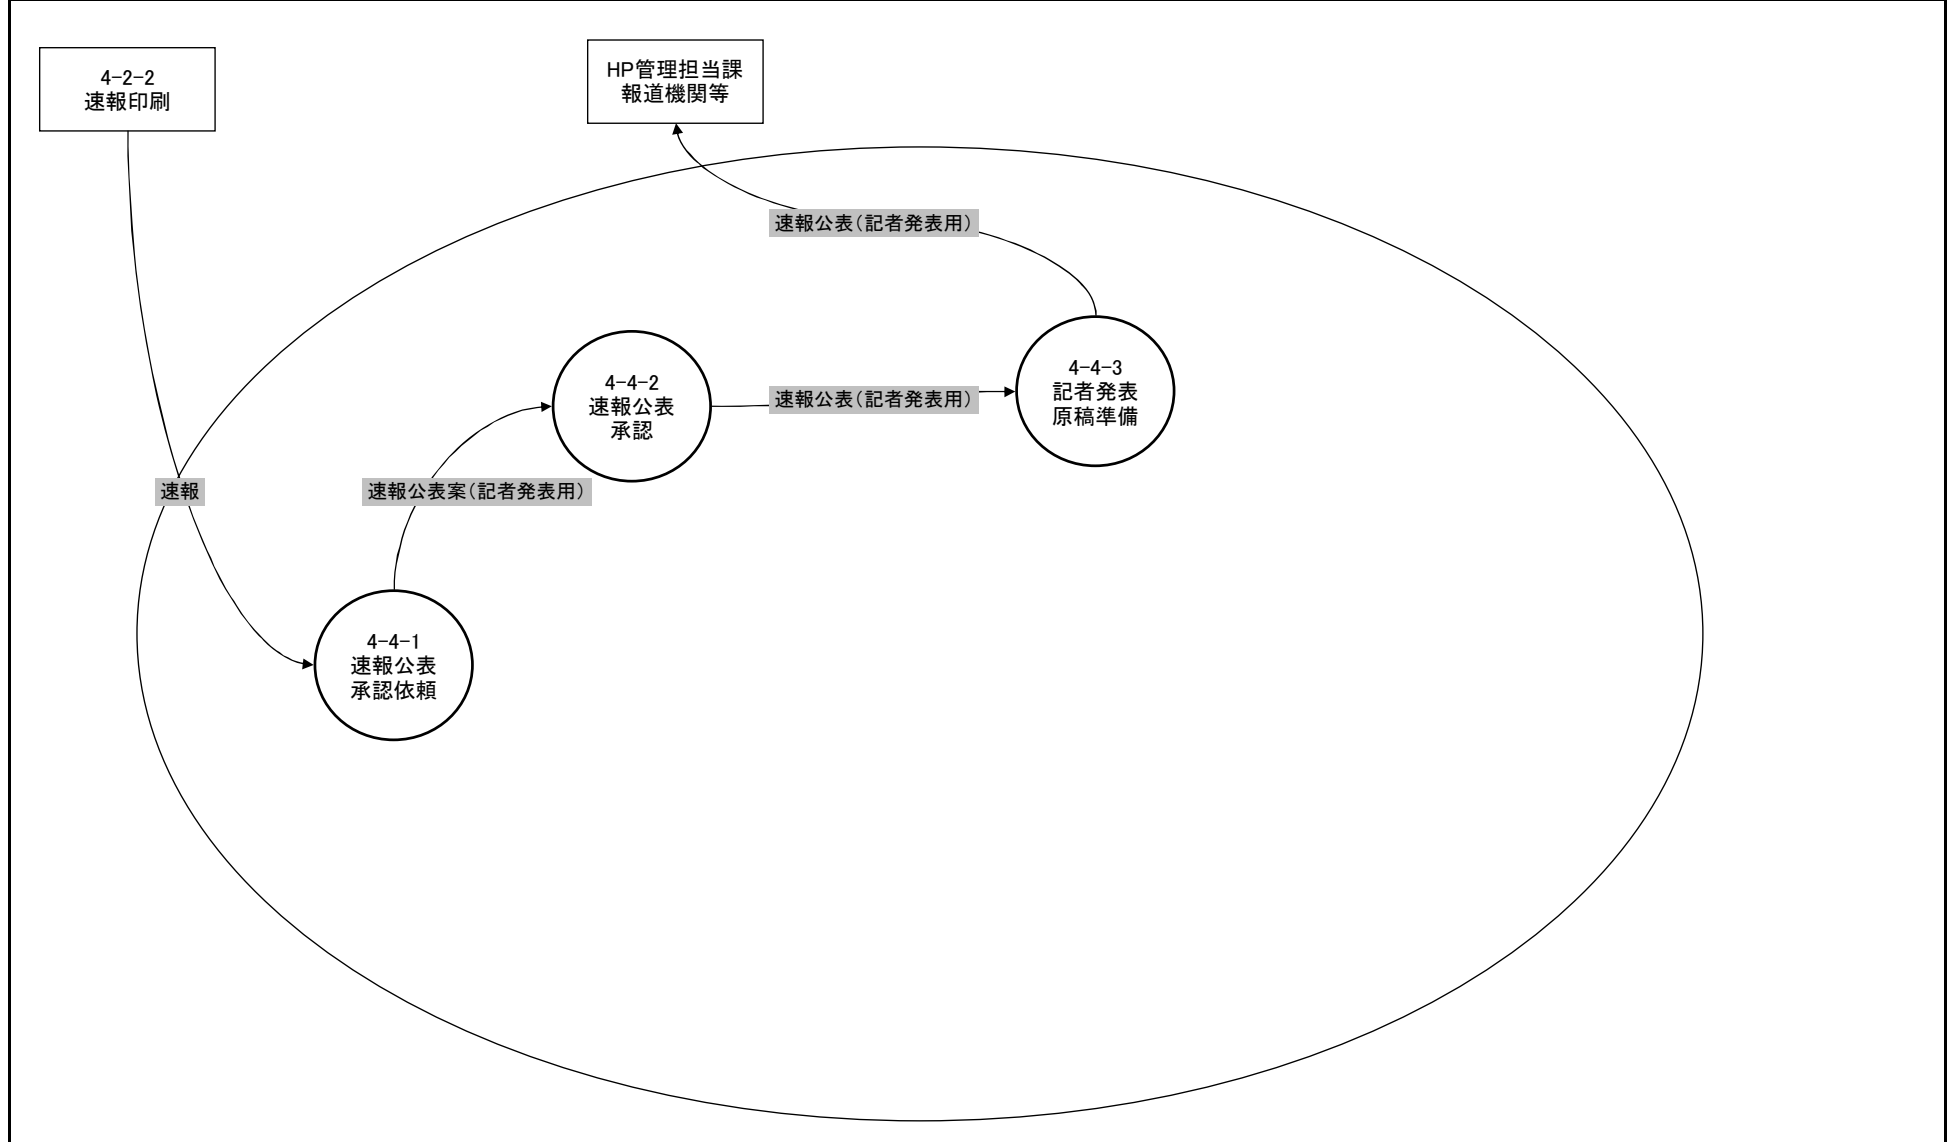 4-2-2
速報印刷
HP管理担当課
報道機関等
速報公表（記者発表用）
4-4-2
速報公表
承認
速報公表（記者発表用）
4-4-3
記者発表
原稿準備
速報
速報公表案（記者発表用）
4-4-1
速報公表
承認依頼